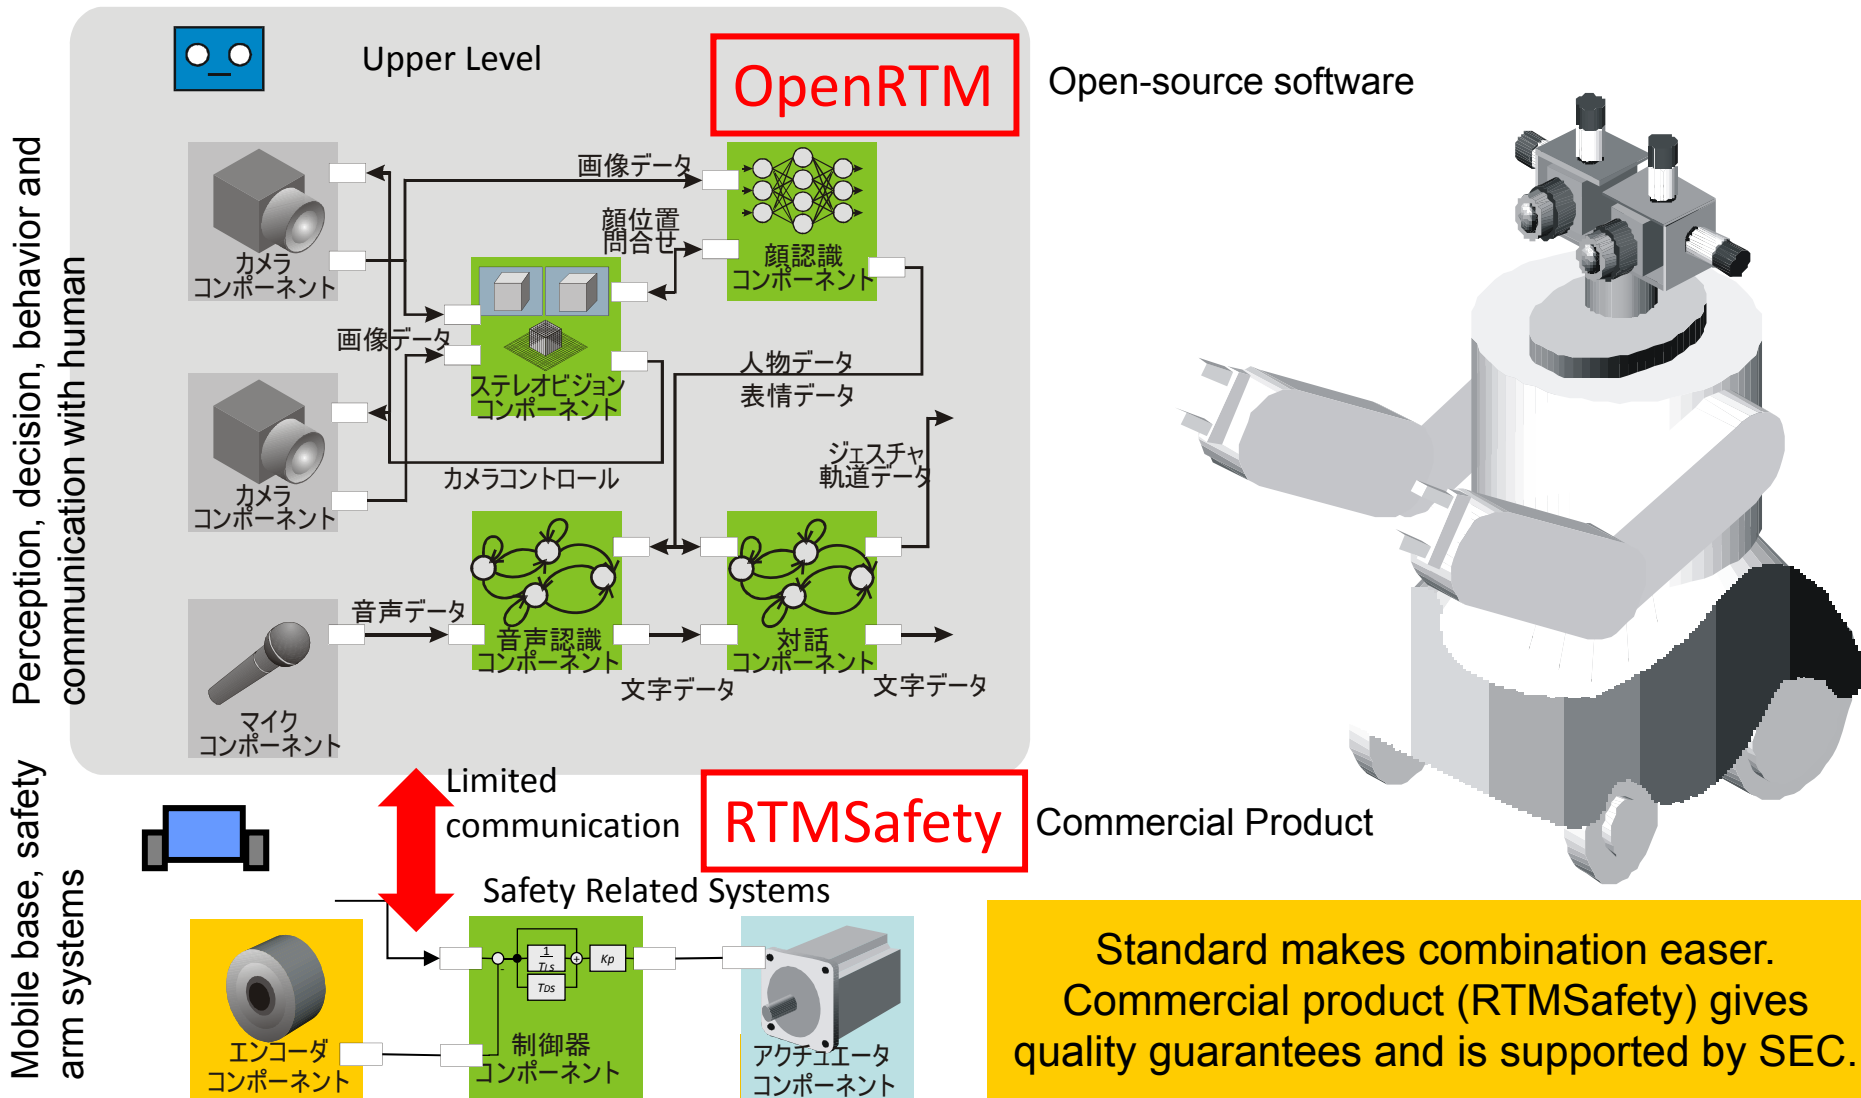 Upper Level
OpenRTM
Open-source software
Perception, decision, behavior and
communication with human
画像データ
顔位置
問合せ
カメラ
コンポーネント
顔認識
コンポーネント
画像データ
ステレオビジョン
コンポーネント
人物データ
表情データ
カメラ
コンポーネント
カメラコントロール
ジェスチャ
軌道データ
音声データ
音声認識
コンポーネント
対話
コンポーネント
文字データ
文字データ
マイク
コンポーネント
Limited
communication
RTMSafety
Commercial Product
Mobile base, safety
arm systems
Safety Related Systems
1
TIS
TDS
Kp
-
+
エンコーダ
コンポーネント
制御器
コンポーネント
アクチュエータ
コンポーネント
Standard makes combination easer.
Commercial product (RTMSafety) gives
quality guarantees and is supported by SEC.